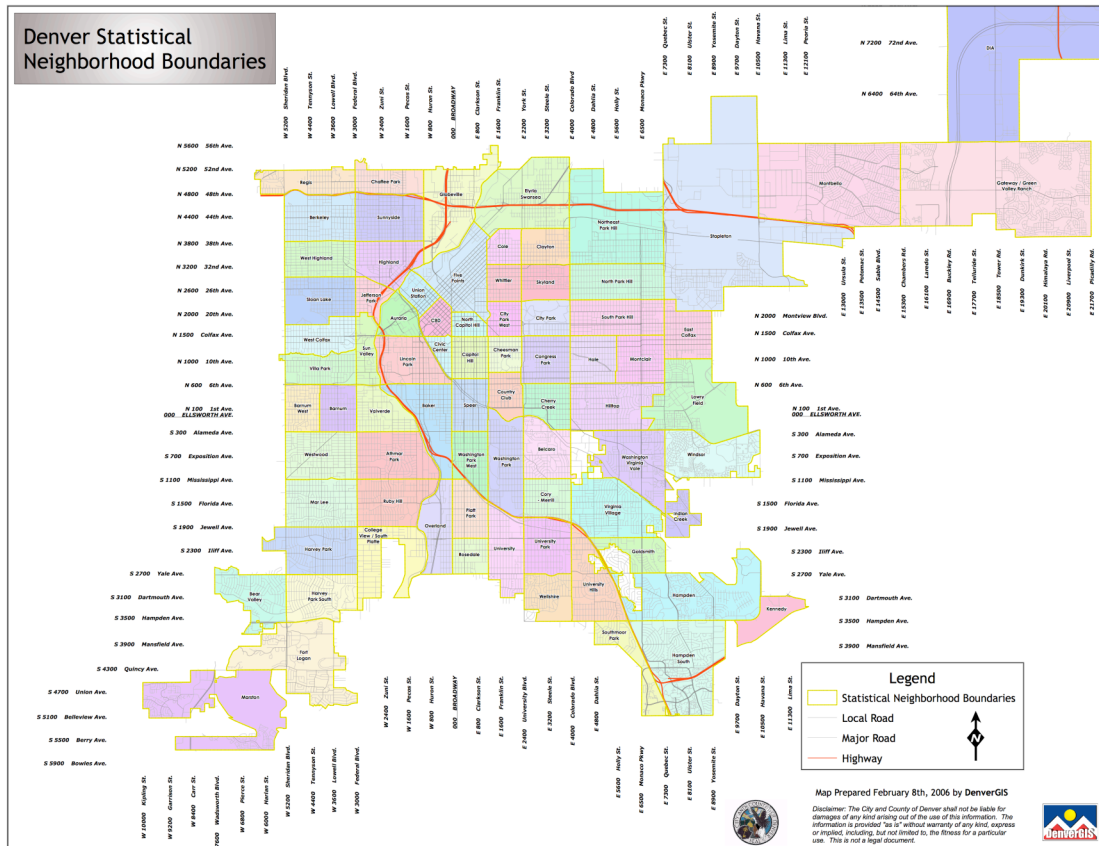 Denver Statistical
Neighborhood Boundaries
W 5200 Sheridan Blvd.
W 4400 Tennyson St.
W 3600 Lowell Blvd.
W 3000 Federal Blvd.
W 2400 Zuni St.
W 1600 Pecos St.
W 800 Huron St.
000 BROADWAY
E 800 Clarkson St.
E 1600 Franklin St.
E 2200 York St.
E 3200 Steele St.
E 4000 Colorado Blvd
E 4800 Dahlia St.
E 5600 Holly St.
E 6500 Monaco Pkwy
E 7300 Quebec St.
E 8100 Ulster St.
E 8900 Yosemite St.
E 9700 Dayton St.
E 10500 Havana St.
E 11300 Lima St.
E 12100 Peoria St.
N 7200 72nd Ave.
N 6400 64th Ave.
DIA
N 5600 56th Ave.
N 5200 52nd Ave.
N 4800 48th Ave.
N 4400 44th Ave.
N 3800 38th Ave.
N 3200 32nd Ave.
N 2600 26th Ave.
N 2000 20th Ave.
N 1500 Colfax Ave.
N 1000 10th Ave.
N 600 6th Ave.
N 100 1st Ave.
000 ELLSWORTH AVE.
S 300 Alameda Ave.
S 700 Exposition Ave.
S 1100 Mississippi Ave.
S 1500 Florida Ave.
S 1900 Jewell Ave.
S 2300 Iliff Ave.
S 2700 Yale Ave.
S 3100 Dartmouth Ave.
S 3500 Hampden Ave.
S 3900 Mansfield Ave.
S 4300 Quincy Ave.
S 4700 Union Ave.
S 5100 Belleview Ave.
S 5500 Berry Ave.
S 5900 Bowles Ave.
Regis
Chaffee Park
Globeville
Elyria
Swansea
Montbello
Gateway / Green
Valley Ranch
Berkeley
Sunnyside
Northeast
Park Hill
Stapleton
West Highland
Highland
Cole
Clayton
Five
Points
Whittier
Skyland
North Park Hill
Sloan Lake
Jefferson
Park
Union
Station
Auraria
CBD
North
Capitol Hill
City
Park
West
City Park
South Park Hill
East
Colfax
West Colfax
Sun
Valley
Civic
Center
Villa Park
Lincoln
Park
Capitol
Hill
Cheesman
Park
Congress
Park
Hale
Montclair
Barnum
West
Barnum
Valverde
Baker
Speer
Country
Club
Cherry
Creek
Hilltop
Lowry
Field
Westwood
Athmar
Park
Washington
Park
West
Washington
Park
Belcaro
Washington
Virginia
Vale
Windsor
Mar Lee
Ruby Hill
Overland
Platt
Park
Cory -
Merrill
Virginia
Village
Indian
Creek
Harvey Park
College
View / South
Platte
Rosedale
University
University
Park
Goldsmith
Bear
Valley
Harvey
Park South
Wellshire
University
Hills
Hampden
Kennedy
Fort
Logan
Southmoor
Park
Hampden
South
Marston
E 13000 Ursula St.
E 13500 Potomac St.
E 14500 Sable Blvd.
E 15300 Chambers Rd.
E 16100 Laredo St.
E 16900 Buckley Rd.
E 17700 Telluride St.
E 18500 Tower Rd.
E 19300 Dunkirk St.
E 20100 Himalaya Rd.
E 20900 Liverpool St.
E 21700 Picadilly Rd.
N 2000 Montview Blvd.
N 1500 Colfax Ave.
N 1000 10th Ave.
N 600 6th Ave.
N 100 1st Ave.
000 ELLSWORTH AVE.
S 300 Alameda Ave.
S 700 Exposition Ave.
S 1100 Mississippi Ave.
S 1500 Florida Ave.
S 1900 Jewell Ave.
S 2300 Iliff Ave.
S 2700 Yale Ave.
S 3100 Dartmouth Ave.
S 3500 Hampden Ave.
S 3900 Mansfield Ave.
W 10000 Kipling St.
W 9200 Garrison St.
W 8400 Carr St.
7600 Wadsworth Blvd.
W 6800 Pierce St.
W 6000 Harlan St.
W 5200 Sheridan Blvd.
W 4400 Tennyson St.
W 3600 Lowell Blvd.
W 3000 Federal Blvd.
W 2400 Zuni St.
W 1600 Pecos St.
W 800 Huron St.
000 BROADWAY
E 800 Clarkson St.
E 1600 Franklin St.
E 2400 University Blvd.
E 3200 Steele St.
E 4000 Colorado Blvd.
E 4800 Dahlia St.
E 5600 Holly St.
E 6500 Monaco Pkwy
E 7300 Quebec St.
E 8100 Ulster St.
E 8900 Yosemite St.
E 9700 Dayton St.
E 10500 Havana St.
E 11300 Lima St.
Legend
Statistical Neighborhood Boundaries
Local Road
Major Road
Highway
N
Map Prepared February 8th, 2006 by DenverGIS
Disclaimer: The City and County of Denver shall not be liable for
damages of any kind arising out of the use of this information. The
information is provided "as is" without warranty of any kind, express
or implied, including, but not limited to, the fitness for a particular
use. This is not a legal document.
DenverGIS